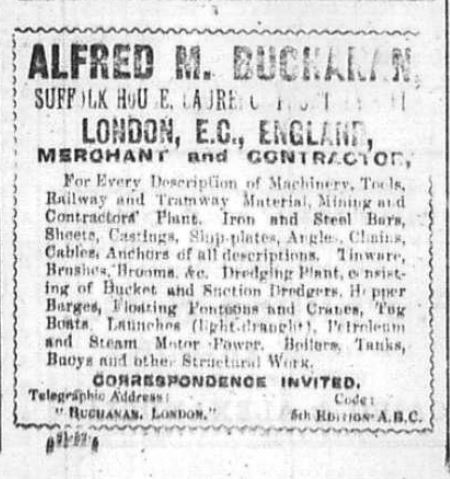 ALFRED M. BUCHANAN,
SUFFOLK HOUSE, LAURENCE
LONDON, E.C., ENGLAND,
MERCHANT and CONTRACTOR,
For Every Description of Machinery, Tools,
Railway and Tramway Material, Mining and
Contractors' Plant. Iron and Steel Bars,
Sheets, Castings, Ship-plates, Angles, Chains,
Cables, Anchors of all descriptions. Tinware,
Brushes, Brooms, &c. Dredging Plant, consist-
ing of Bucket and Suction Dredgers, Hopper
Barges, Floating Pontoons and Cranes, Tug
Boats, Launches (light-draught), Petroleum
and Steam Motor Power. Boilers, Tanks,
Buoys and other Structural Work.
CORRESPONDENCE INVITED.
Telegraphic Address: Code:
"BUCHANAN, LONDON." 5th EDITION A.B.C.